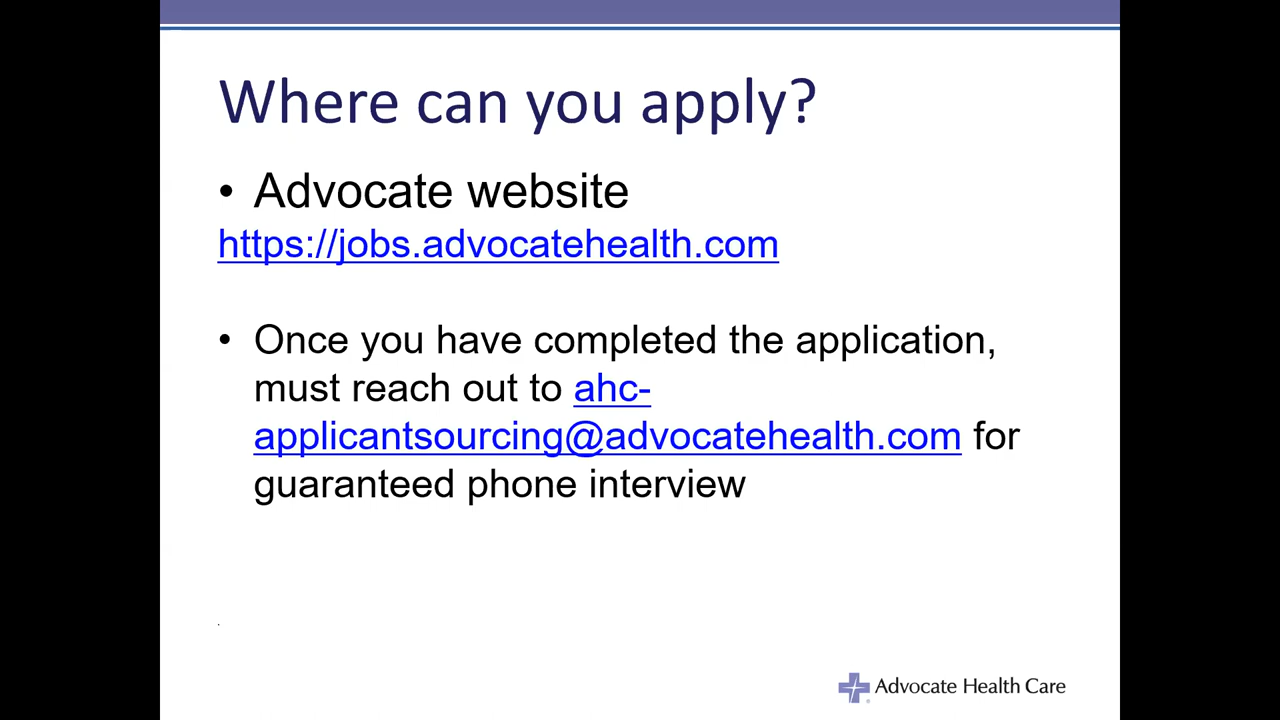 Where can you apply?
• Advocate website
https://jobs.advocatehealth.com
• Once you have completed the application,
must reach out to ahc-
applicantsourcing@advocatehealth.com for
guaranteed phone interview
.
Advocate Health Care